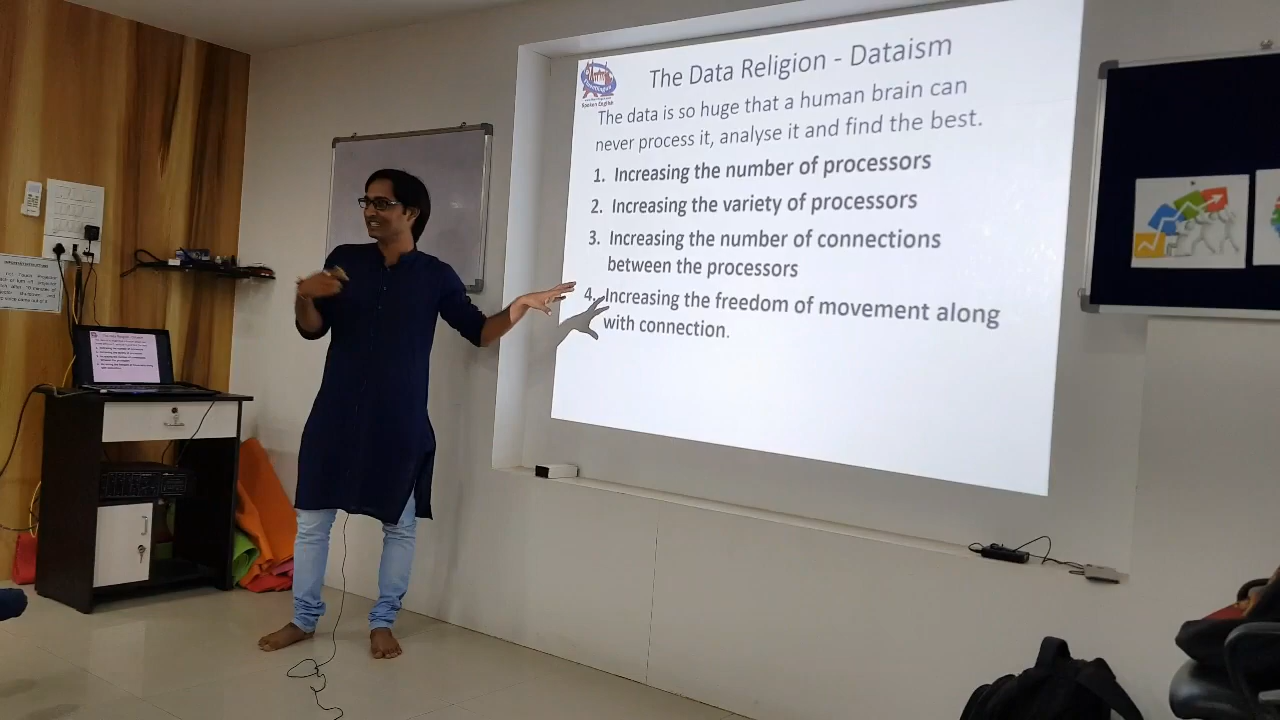 The Data Religion - Dataism
The data is so huge that a human brain can
never process it, analyse it and find the best.
1. Increasing the number of processors
2. Increasing the variety of processors
3. Increasing the number of connections
between the processors
4. Increasing the freedom of movement along
with connection.
Spoken English